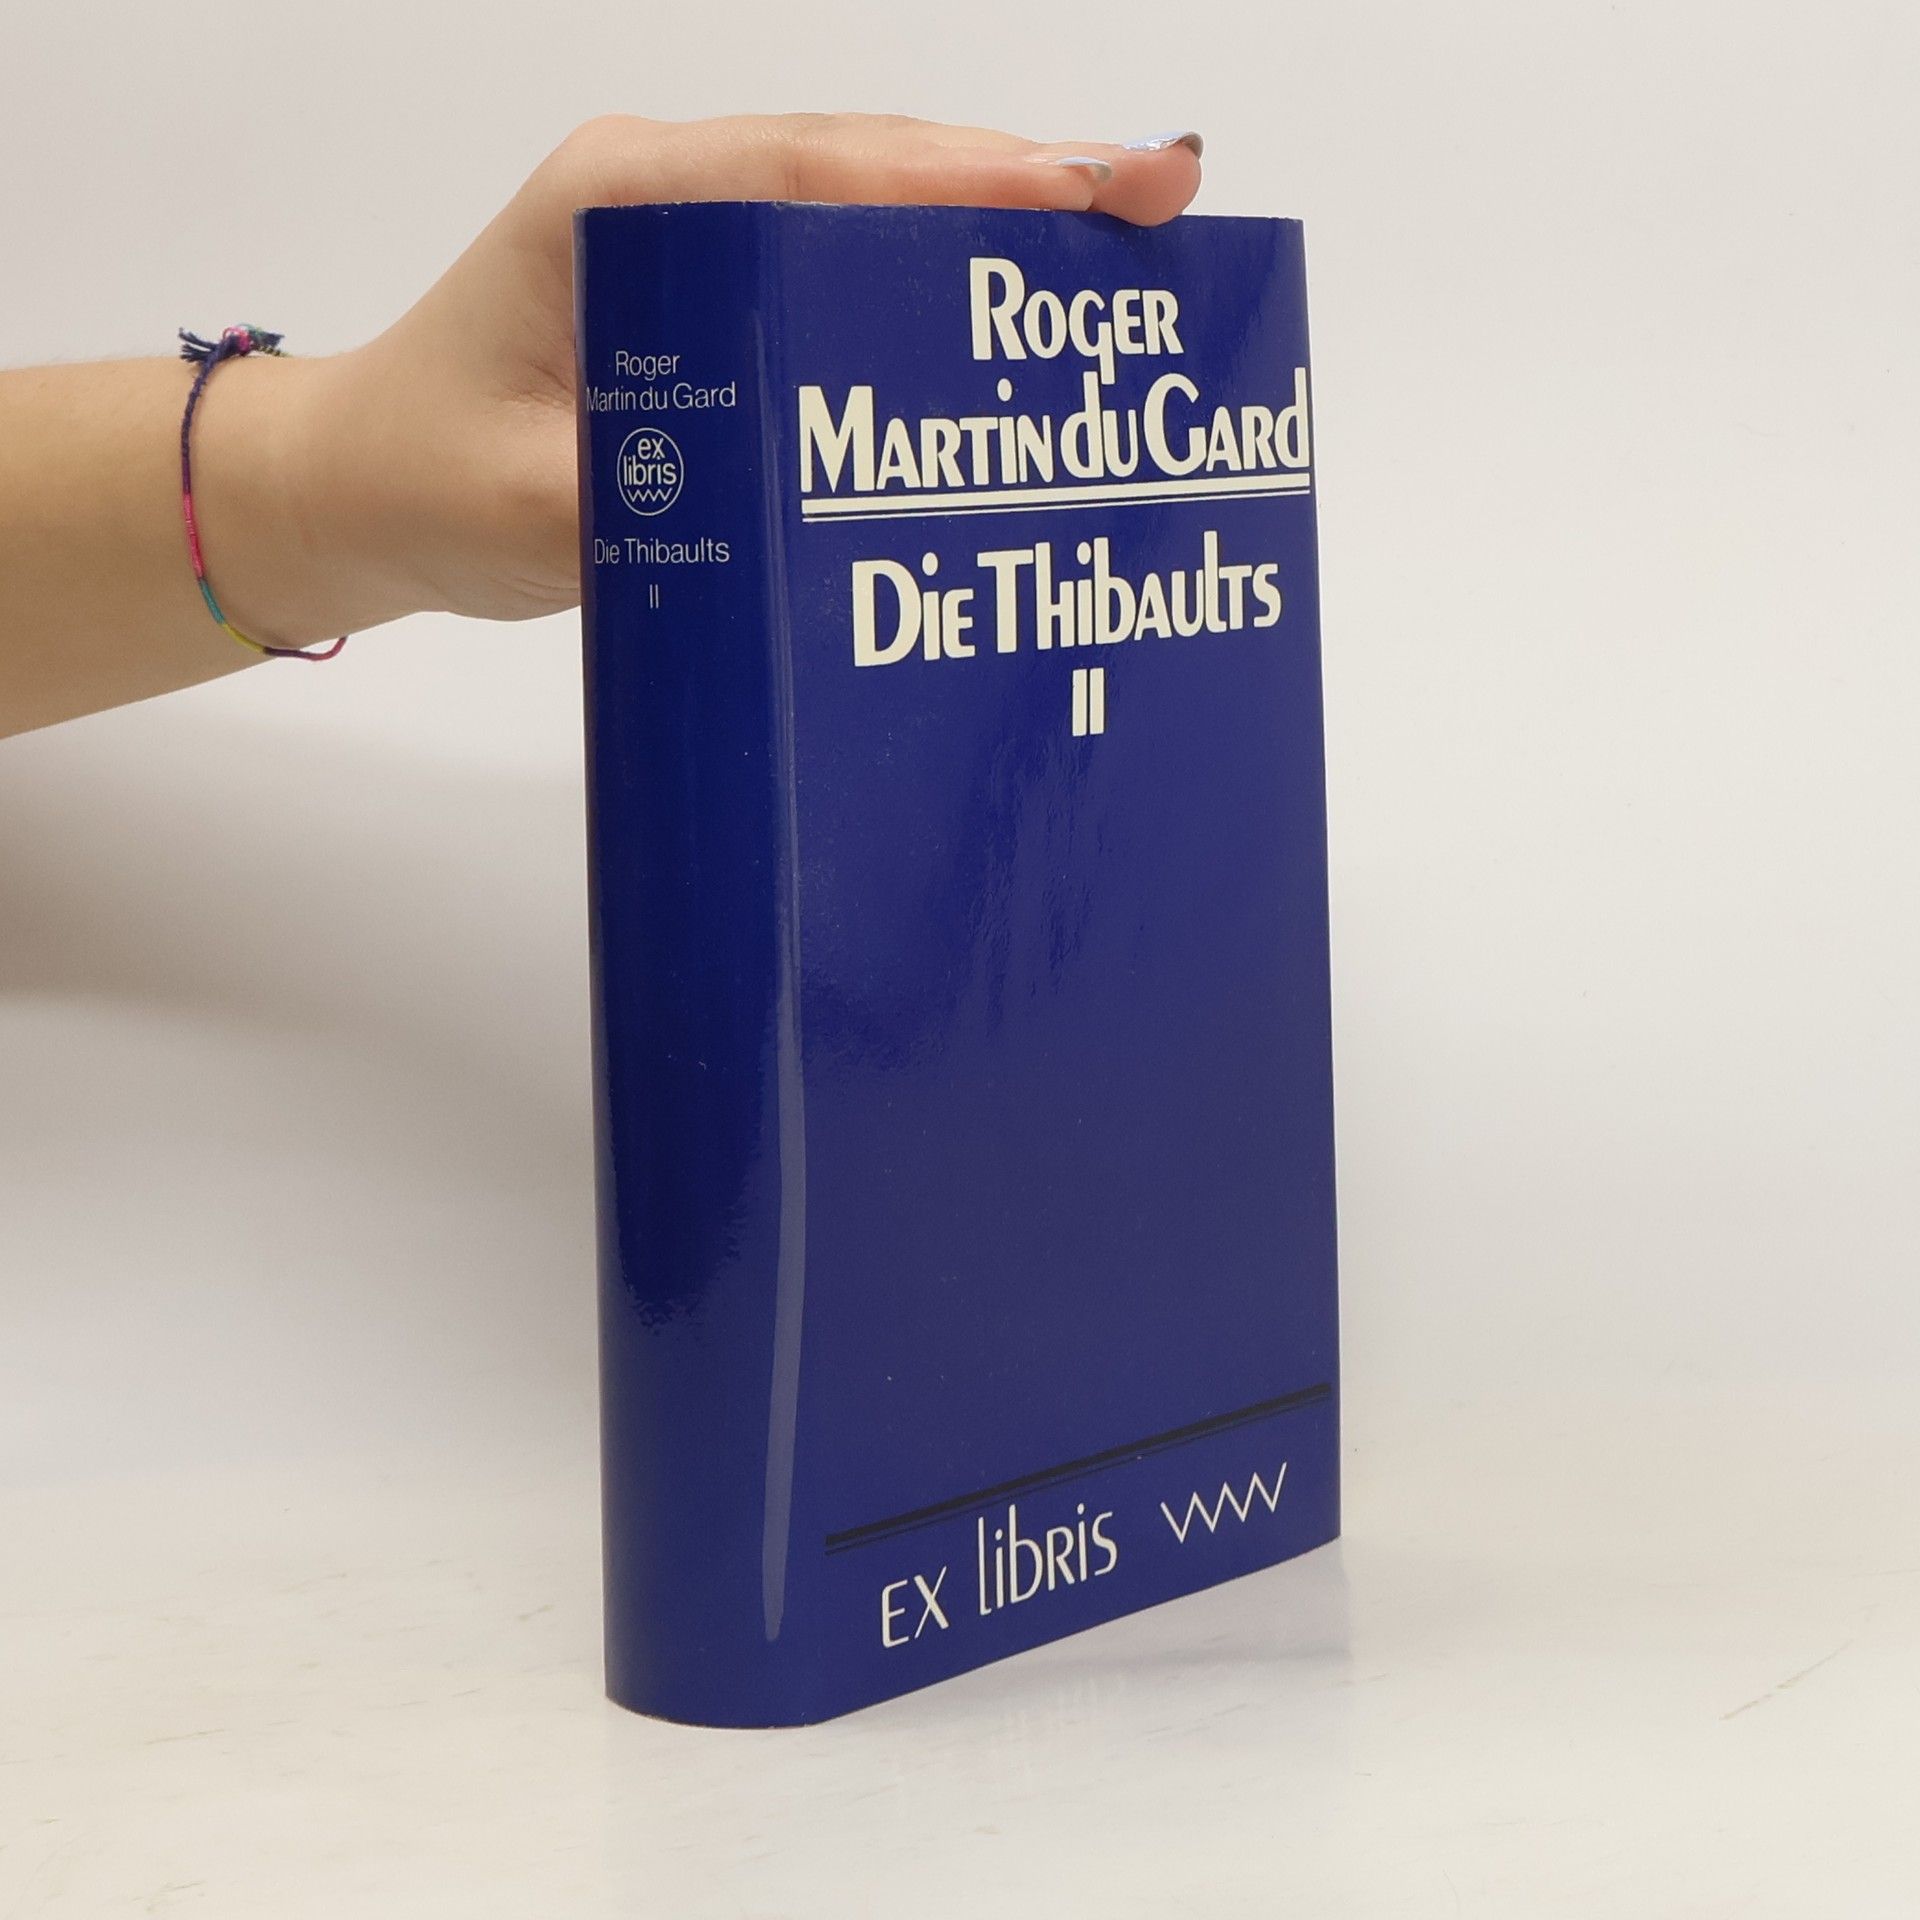 Roger
Martin du Gard
ex
libris
Die Thibaults
II
Roger
Martin du Gard
Die Thibaults
II
ex libris